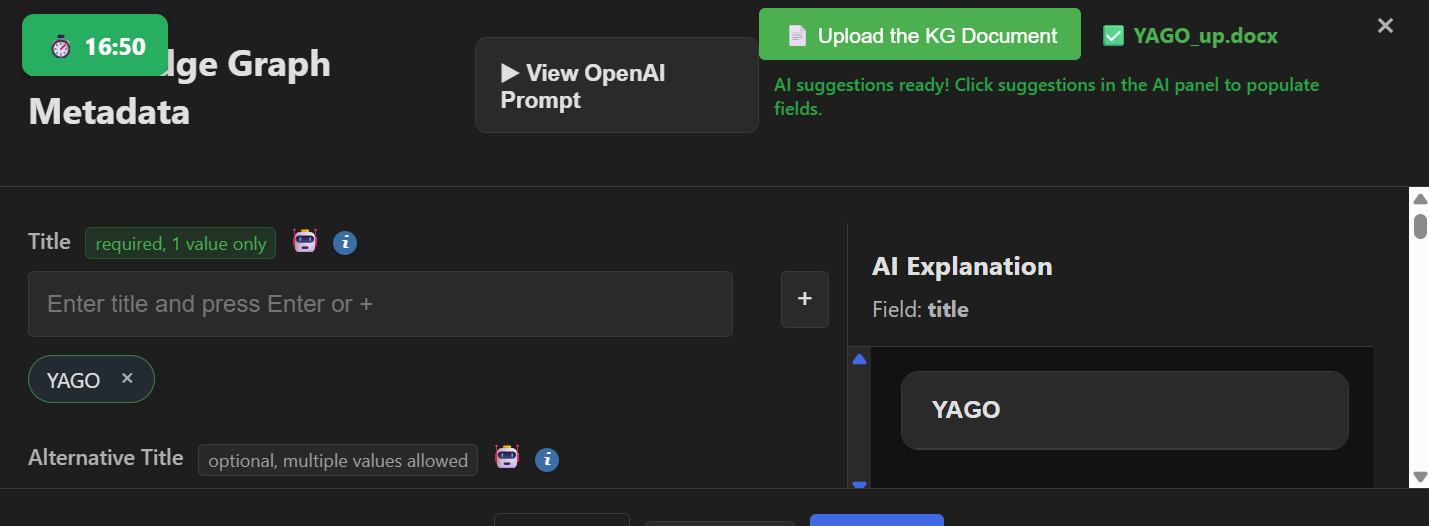 16:50
dge Graph
Metadata
▶ View OpenAI
Prompt
Upload the KG Document
YAGO_up.docx
×
AI suggestions ready! Click suggestions in the AI panel to populate
fields.
Title required, 1 value only i
Enter title and press Enter or +
+
YAGO ×
Alternative Title optional, multiple values allowed i
AI Explanation
Field: title
YAGO